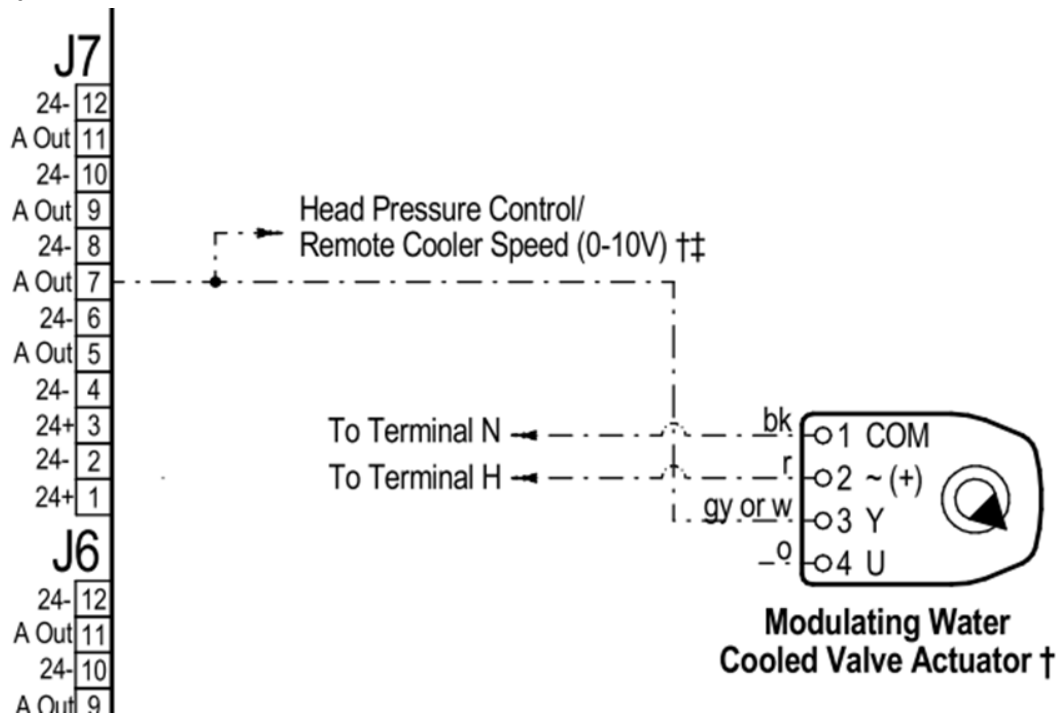 J7
24- 12
A Out 11
24- 10
A Out 9
24- 8
A Out 7
24- 6
A Out 5
24- 4
24+ 3
24- 2
24+ 1
J6
24- 12
A Out 11
24- 10
A Out 9
Head Pressure Control/
Remote Cooler Speed (0-10V) †‡
To Terminal N
To Terminal H
bk
r
gy or w
o
1 COM
2 ~ (+)
3 Y
4 U
Modulating Water
Cooled Valve Actuator †